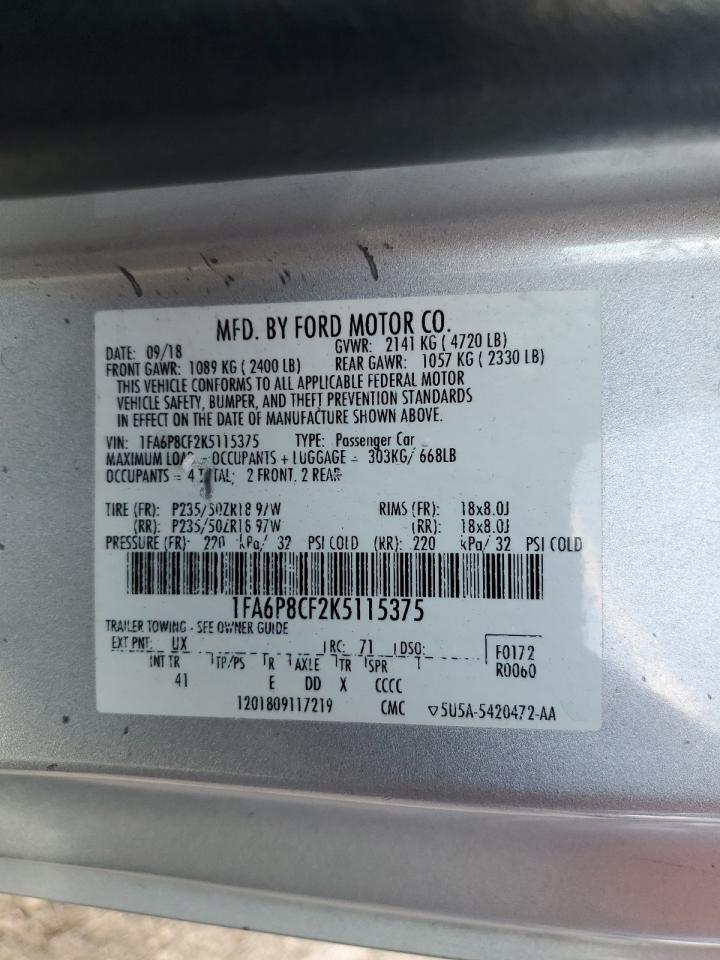 MFD. BY FORD MOTOR CO.
DATE: 09/18 GVWR: 2141 KG ( 4720 LB)
FRONT GAWR: 1089 KG ( 2400 LB) REAR GAWR: 1057 KG ( 2330 LB)
THIS VEHICLE CONFORMS TO ALL APPLICABLE FEDERAL MOTOR
VEHICLE SAFETY, BUMPER, AND THEFT PREVENTION STANDARDS
IN EFFECT ON THE DATE OF MANUFACTURE SHOWN ABOVE.
VIN: 1FA6P8CF2K5115375 TYPE: Passenger Car
MAXIMUM LOAD = OCCUPANTS + LUGGAGE = 303KG/ 668LB
OCCUPANTS = 4 TOTAL; 2 FRONT, 2 REAR
TIRE (FR): P235/50ZR18 97W RIMS (FR): 18x8.0J
(RR): P235/50ZR18 97W (RR): 18x8.0J
PRESSURE (FR): 220 kPa/ 32 PSI COLD (RR): 220 kPa/ 32 PSI COLD
1FA6P8CF2K5115375
TRAILER TOWING - SEE OWNER GUIDE
EXT PNT: UX RC: 71 DSO: F0172
INT TR TP/PS R AXLE TR SPR R0060
41 E DD X CCCC
1201809117219 CMC ▽5U5A-5420472-AA